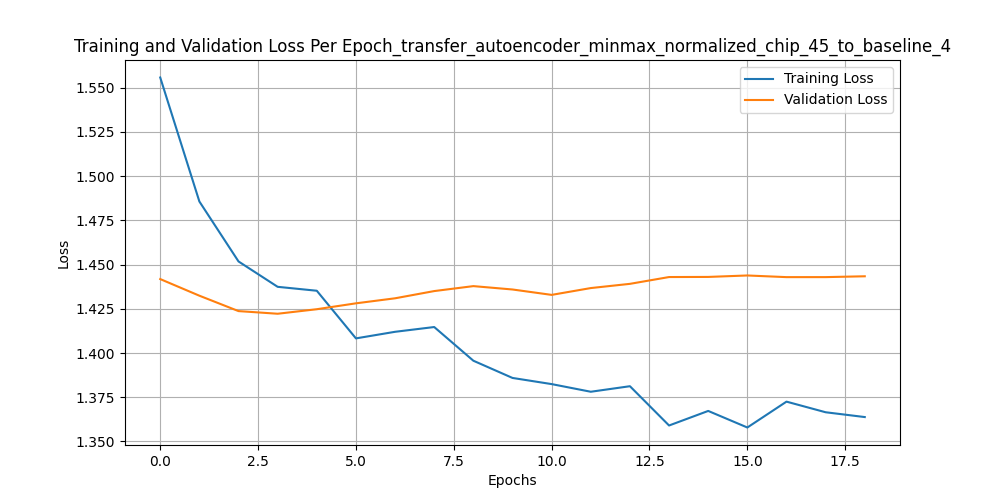 Training and Validation Loss Per Epoch_transfer_autoencoder_minmax_normalized_chip_45_to_baseline_4
Training Loss
Validation Loss
Loss
1.550
1.525
1.500
1.475
1.450
1.425
1.400
1.375
1.350
0.0 2.5 5.0 7.5 10.0 12.5 15.0 17.5
Epochs